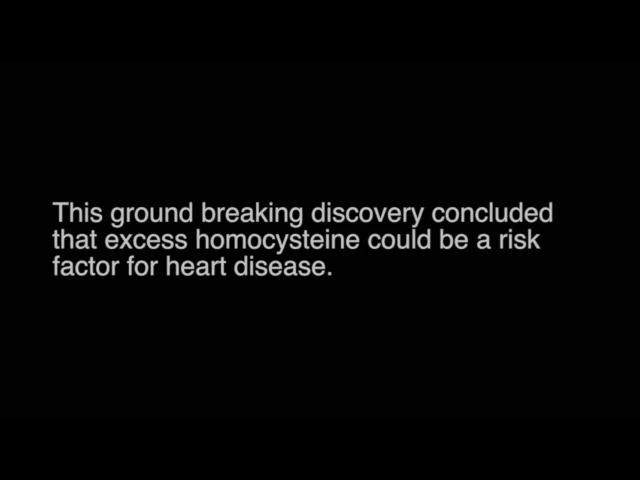 This ground breaking discovery concluded
that excess homocysteine could be a risk
factor for heart disease.